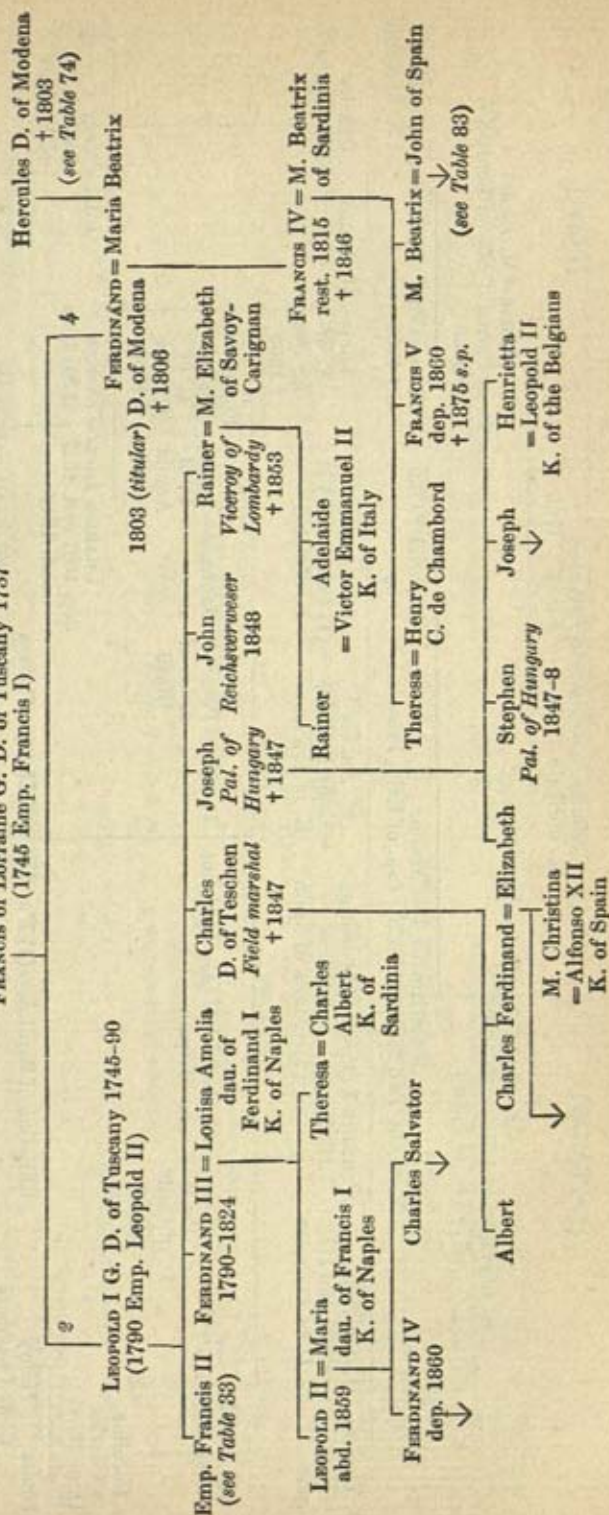 FRANCIS of Lorraine G. D. of Tuscany 1737
(1745 Emp. Francis I)
Hercules D. of Modena
† 1803
(see Table 74)
2
4
LEOPOLD I G. D. of Tuscany 1745-90
(1790 Emp. Leopold II)
FERDINAND = Maria Beatrix
1803 (titular) D. of Modena
† 1806
Emp. Francis II
(see Table 33)
FERDINAND III = Louisa Amelia
1790-1824
dau. of
Ferdinand I
K. of Naples
Charles
D. of Teschen
Field marshal
† 1847
Joseph
Pal. of
Hungary
† 1847
John
Reichsverweser
1848
Rainer = M. Elizabeth
Viceroy of
Lombardy
† 1853
of Savoy-
Carignan
FRANCIS IV = M. Beatrix
rest. 1815
† 1846
of Sardinia
LEOPOLD II = Maria
abd. 1859
dau. of Francis I
K. of Naples
Theresa = Charles
Albert
K. of
Sardinia
Rainer
Adelaide
= Victor Emmanuel II
K. of Italy
Theresa = Henry
C. de Chambord
FRANCIS V
dep. 1860
† 1875 s.p.
M. Beatrix = John of Spain
(see Table 83)
FERDINAND IV
dep. 1860
Charles Salvator
Albert
Charles Ferdinand = Elizabeth
Stephen
Pal. of Hungary
1847-8
Joseph
Henrietta
= Leopold II
K. of the Belgians
M. Christina
= Alfonso XII
K. of Spain